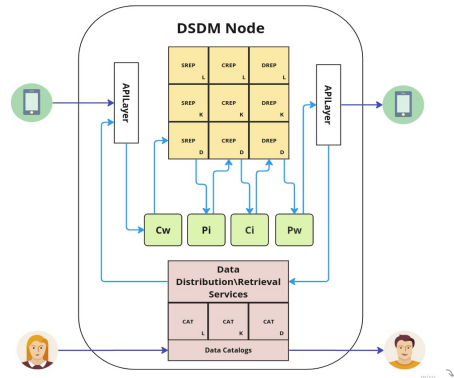 DSDM Node
SREP
L
CREP
L
DREP
L
SREP
K
CREP
K
DREP
K
SREP
D
CREP
D
DREP
D
APILayer
APILayer
Cw
Pi
Ci
Pw
Data
Distribution\Retrieval
Services
CAT
L
CAT
K
CAT
D
Data Catalogs